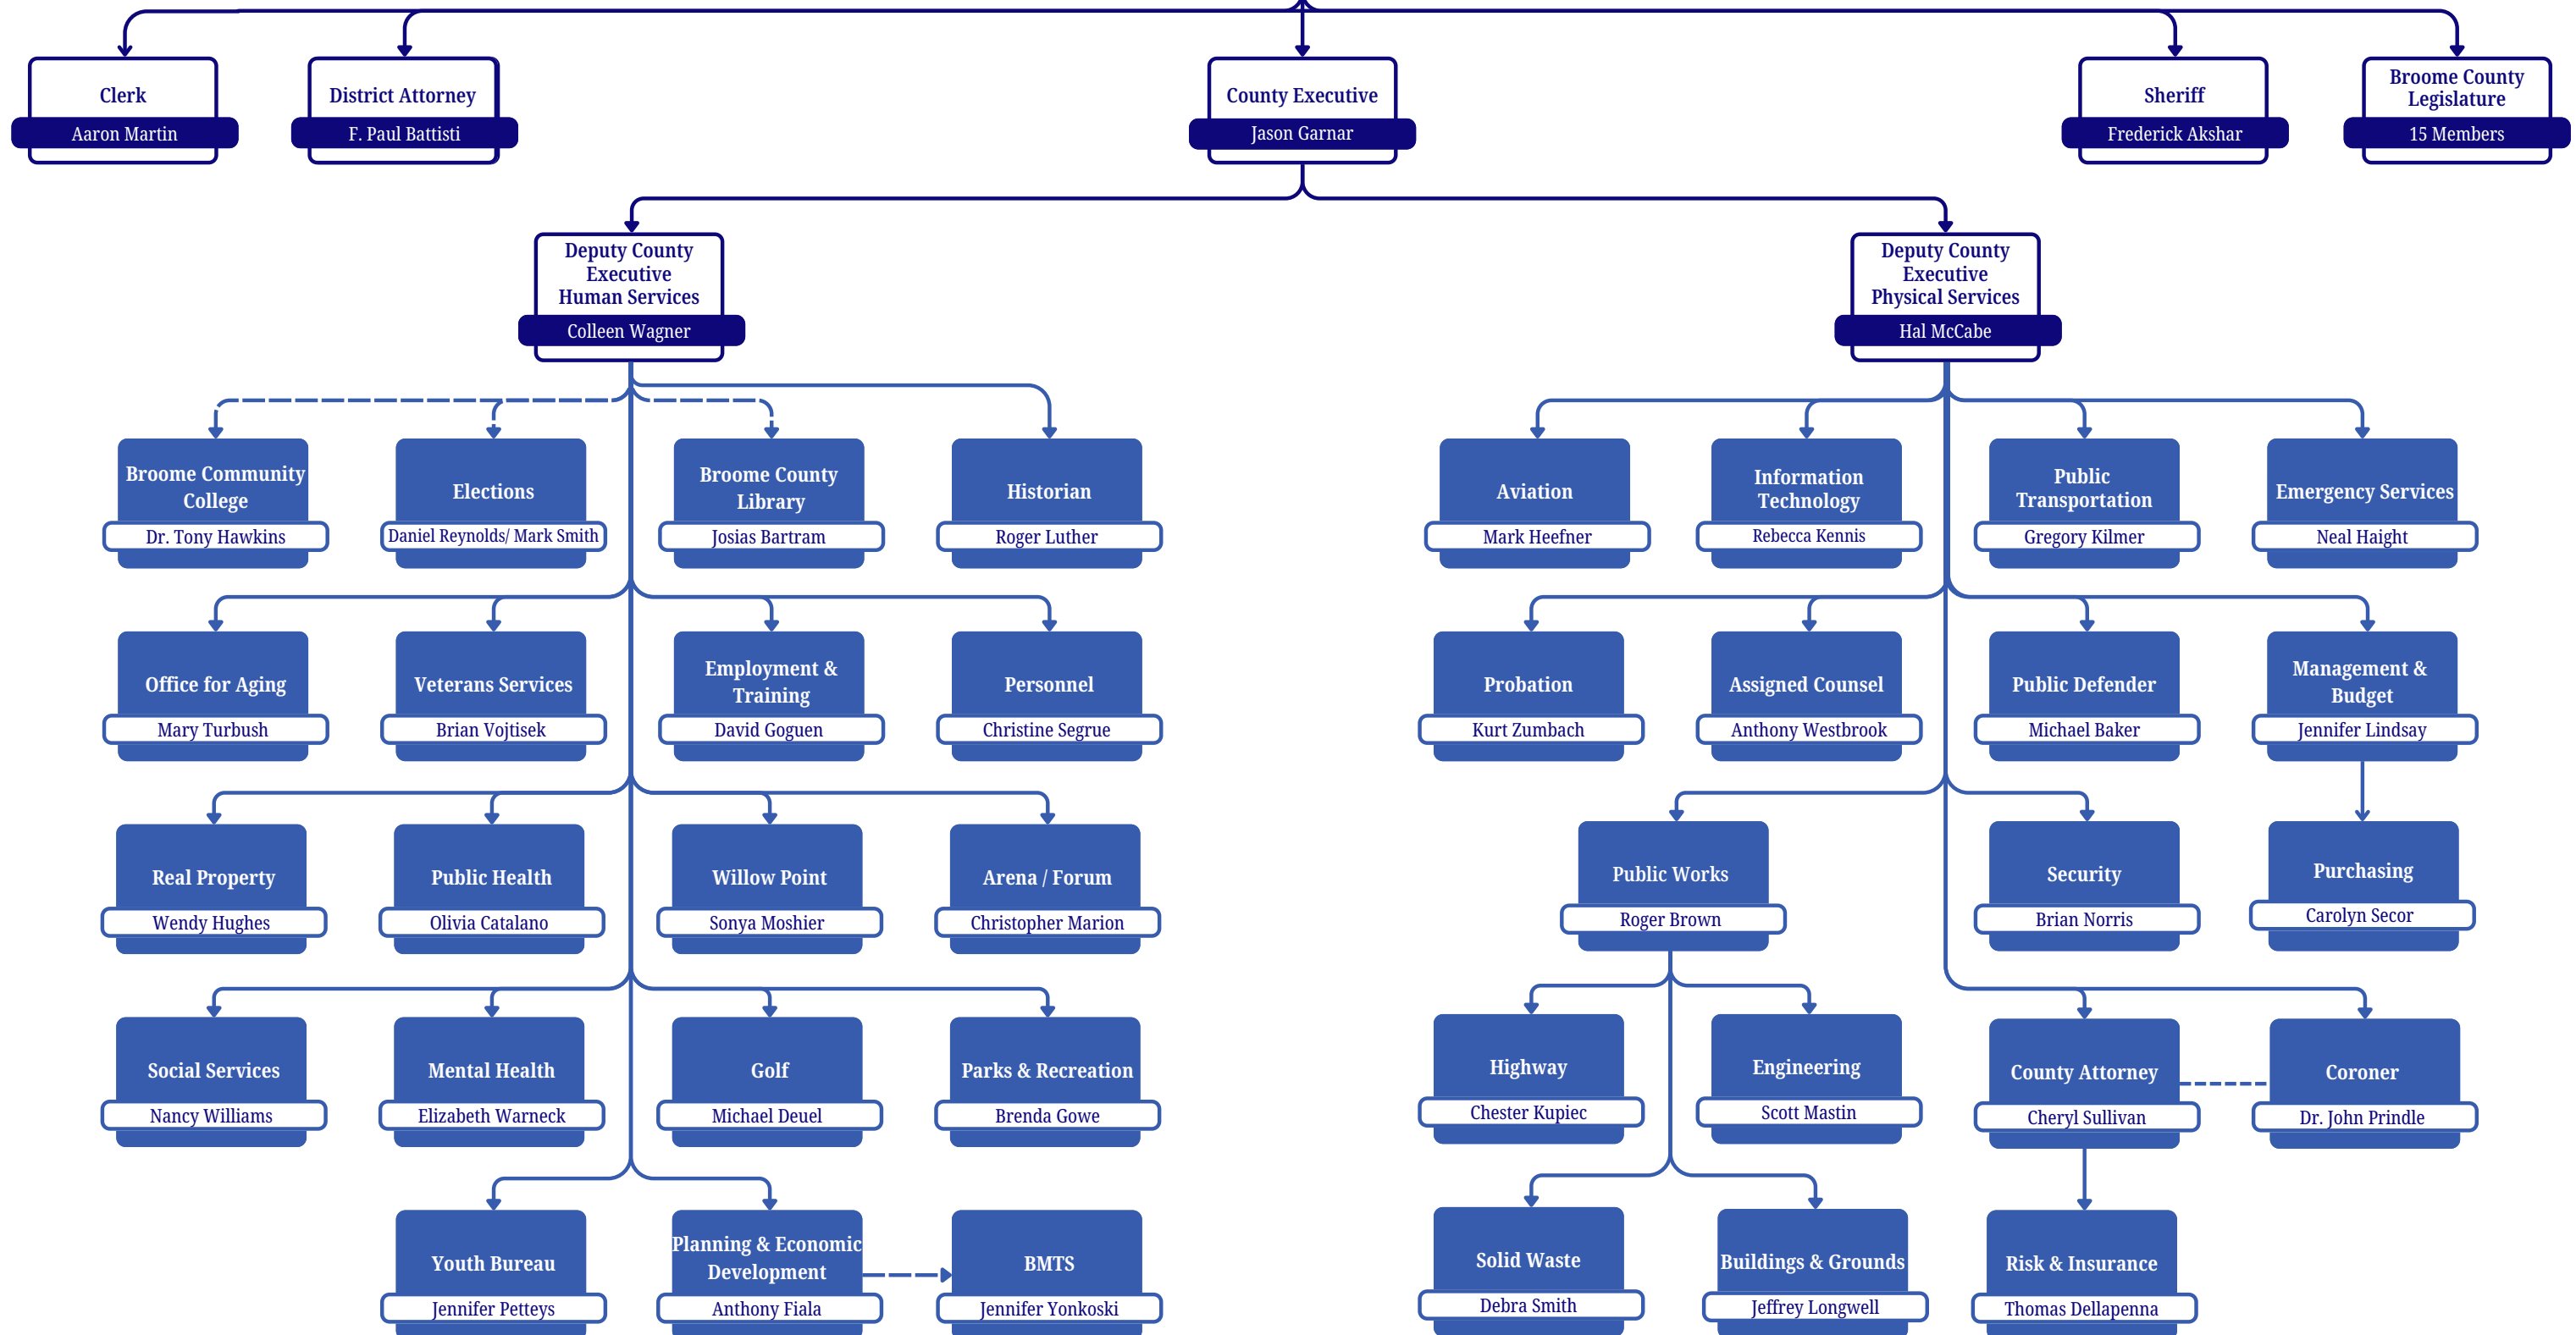 Clerk
Aaron Martin
District Attorney
F. Paul Battisti
County Executive
Jason Garnar
Sheriff
Frederick Akshar
Broome County
Legislature
15 Members
Deputy County
Executive
Human Services
Colleen Wagner
Deputy County
Executive
Physical Services
Hal McCabe
Broome Community
College
Dr. Tony Hawkins
Elections
Daniel Reynolds/ Mark Smith
Broome County
Library
Josias Bartram
Historian
Roger Luther
Aviation
Mark Heefner
Information
Technology
Rebecca Kennis
Public
Transportation
Gregory Kilmer
Emergency Services
Neal Haight
Office for Aging
Mary Turbush
Veterans Services
Brian Vojtisek
Employment &
Training
David Goguen
Personnel
Christine Segrue
Probation
Kurt Zumbach
Assigned Counsel
Anthony Westbrook
Public Defender
Michael Baker
Management &
Budget
Jennifer Lindsay
Real Property
Wendy Hughes
Public Health
Olivia Catalano
Willow Point
Sonya Moshier
Arena / Forum
Christopher Marion
Public Works
Roger Brown
Security
Brian Norris
Purchasing
Carolyn Secor
Social Services
Nancy Williams
Mental Health
Elizabeth Warneck
Golf
Michael Deuel
Parks & Recreation
Brenda Gowe
Highway
Chester Kupiec
Engineering
Scott Mastin
County Attorney
Cheryl Sullivan
Coroner
Dr. John Prindle
Youth Bureau
Jennifer Petteys
Planning & Economic
Development
Anthony Fiala
BMTS
Jennifer Yonkoski
Solid Waste
Debra Smith
Buildings & Grounds
Jeffrey Longwell
Risk & Insurance
Thomas Dellapenna